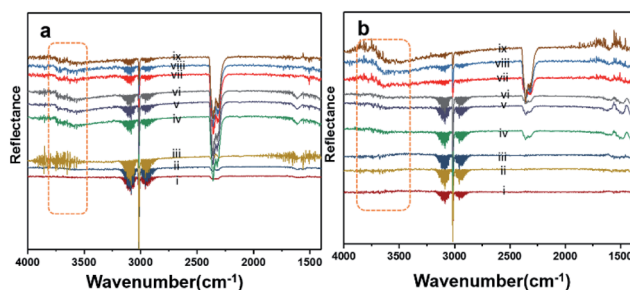 a
ix
viii
vii
vi
v
iv
iii
ii
i
Reflectance
4000 3500 3000 2500 2000 1500
Wavenumber(cm-1)
b
ix
viii
vii
vi
v
iv
iii
ii
i
Reflectance
4000 3500 3000 2500 2000 1500
Wavenumber(cm-1)